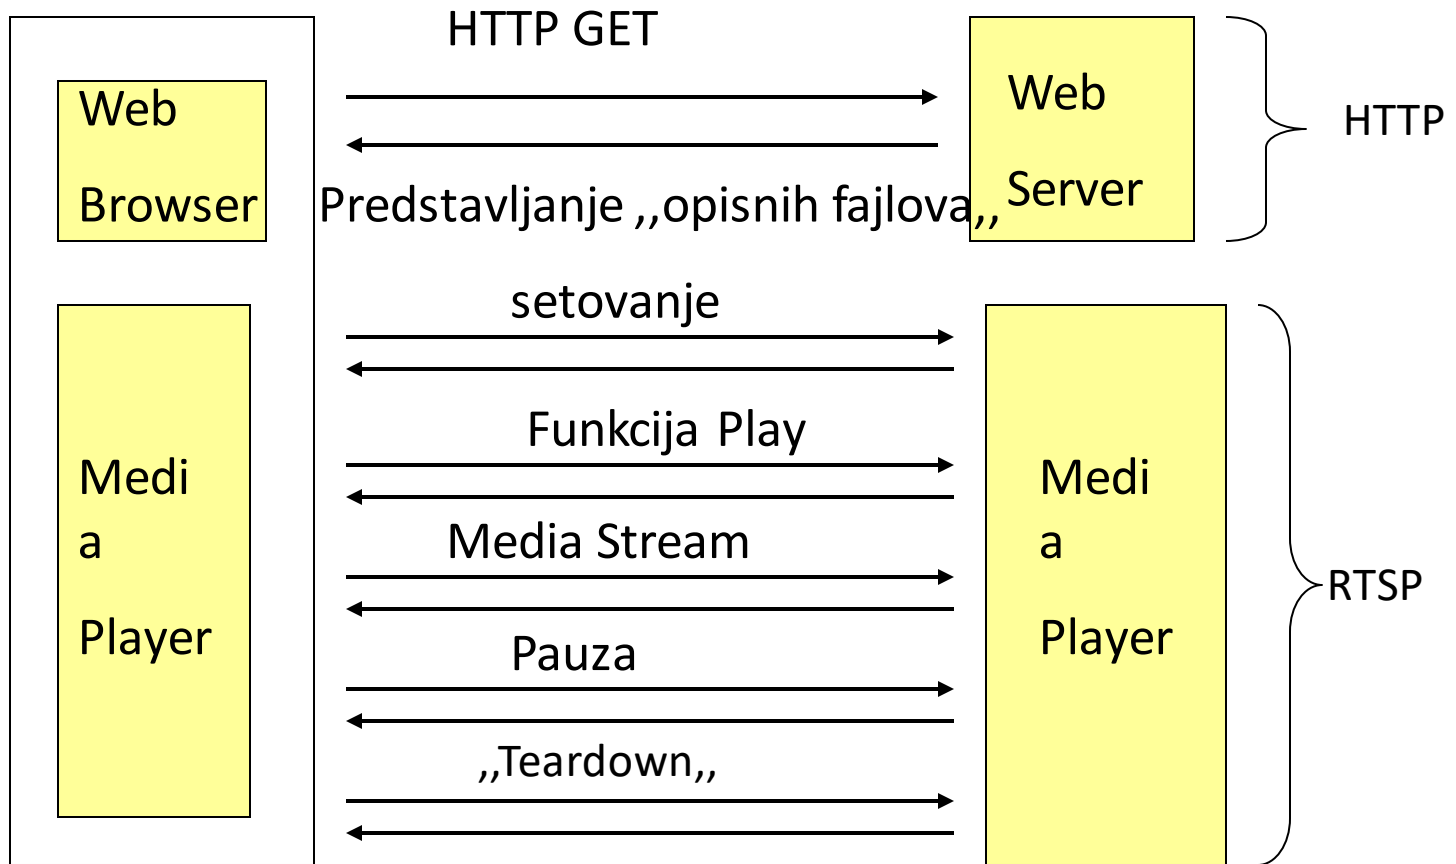 HTTP GET
Web
Browser
Web
Server
HTTP
Predstavljanje ,,opisnih fajlova,,
setovanje
Funkcija Play
Medi
a
Player
Medi
a
Player
Media Stream
RTSP
Pauza
,,Teardown,,